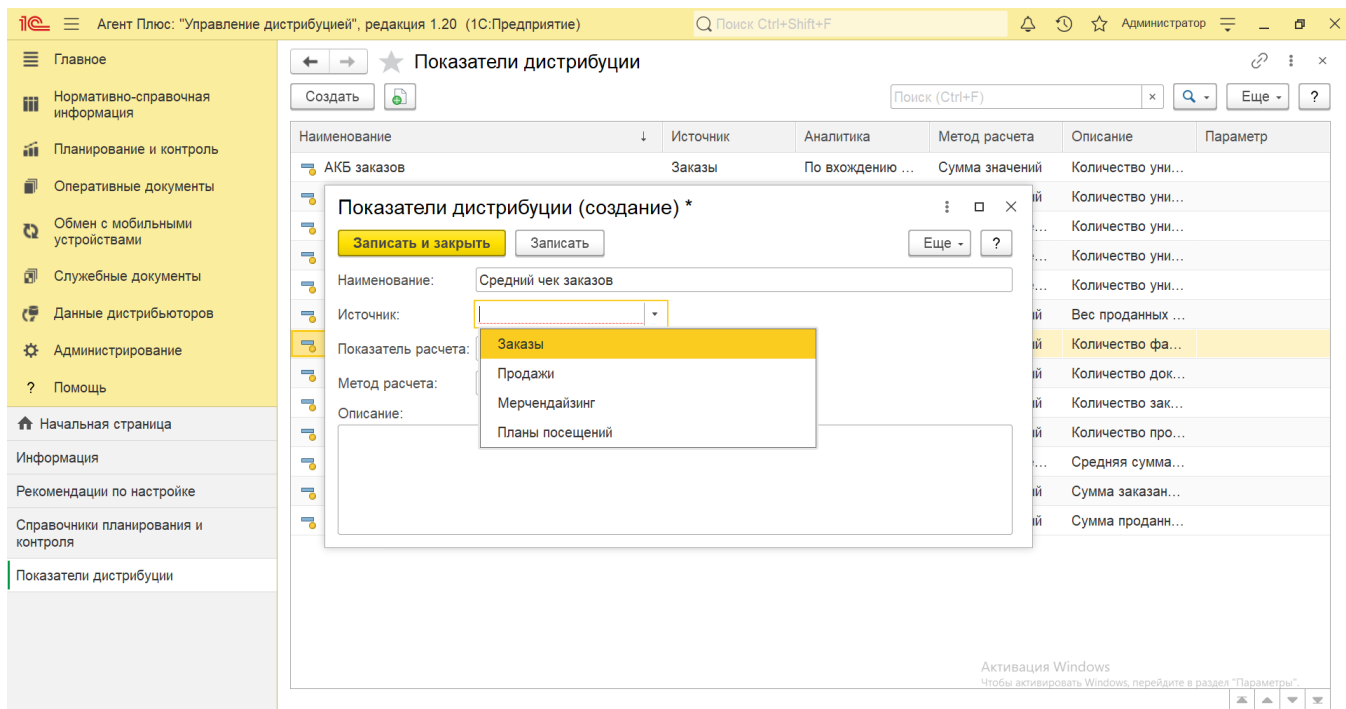 Агент Плюс: "Управление дистрибуцией", редакция 1.20 (1С:Предприятие)
Поиск Ctrl+Shift+F
Администратор
Главное
Нормативно-справочная
информация
Планирование и контроль
Оперативные документы
Обмен с мобильными
устройствами
Служебные документы
Данные дистрибьюторов
Администрирование
? Помощь
Начальная страница
Информация
Рекомендации по настройке
Справочники планирования и
контроля
Показатели дистрибуции
Показатели дистрибуции
Создать
Поиск (Ctrl+F)
Еще
?
Наименование Источник Аналитика Метод расчета Описание Параметр
АКБ заказов Заказы По вхождению ... Сумма значений Количество уни...
Количество уни...
Количество уни...
Количество уни...
Количество уни...
Вес проданных ...
Количество фа...
Количество док...
Количество зак...
Количество про...
Средняя сумма...
Сумма заказан...
Сумма проданн...
Показатели дистрибуции (создание) *
Записать и закрыть
Записать
Еще
?
Наименование: Средний чек заказов
Источник:
Показатель расчета:
Метод расчета:
Описание:
Заказы
Продажи
Мерчендайзинг
Планы посещений
Активация Windows
Чтобы активировать Windows, перейдите в раздел "Параметры".